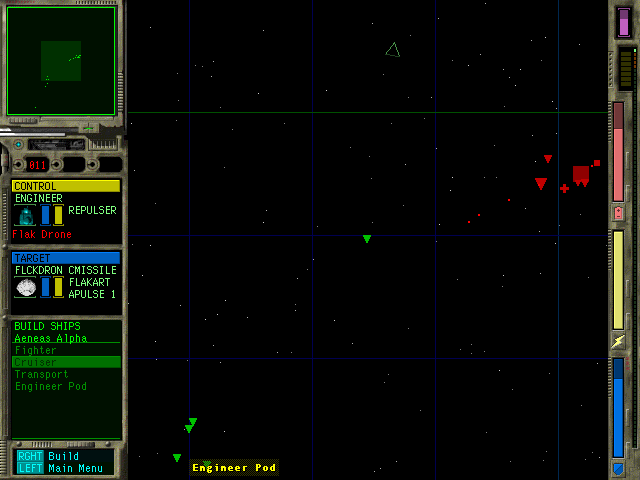 011
CONTROL
ENGINEER
REPULSER
Flak Drone
TARGET
FLCKDRON CMISSILE
FLAKART
APULSE 1
BUILD SHIPS
Aeneas Alpha
Fighter
Cruiser
Transport
Engineer Pod
RGHT Build
LEFT Main Menu
Engineer Pod